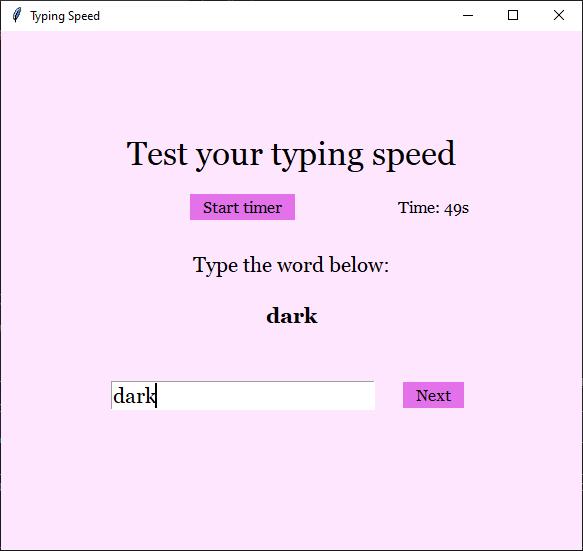 Typing Speed
Test your typing speed
Start timer Time: 49s
Type the word below:
dark
dark Next